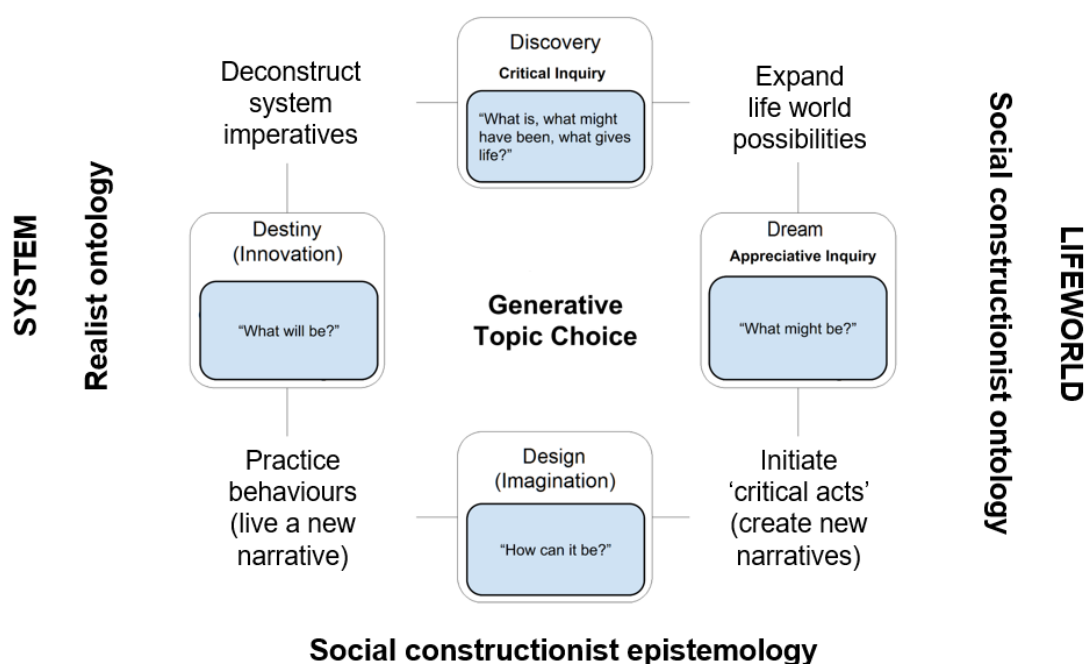 Discovery
Critical Inquiry
“What is, what might
have been, what gives
life?”
Deconstruct
system
imperatives
Expand
life world
possibilities
SYSTEM
Realist ontology
Destiny
(Innovation)
“What will be?”
Generative
Topic Choice
Dream
Appreciative Inquiry
“What might be?”
Social constructionist ontology
LIFEWORLD
Practice
behaviours
(live a new
narrative)
Design
(Imagination)
“How can it be?”
Initiate
‘critical acts’
(create new
narratives)
Social constructionist epistemology